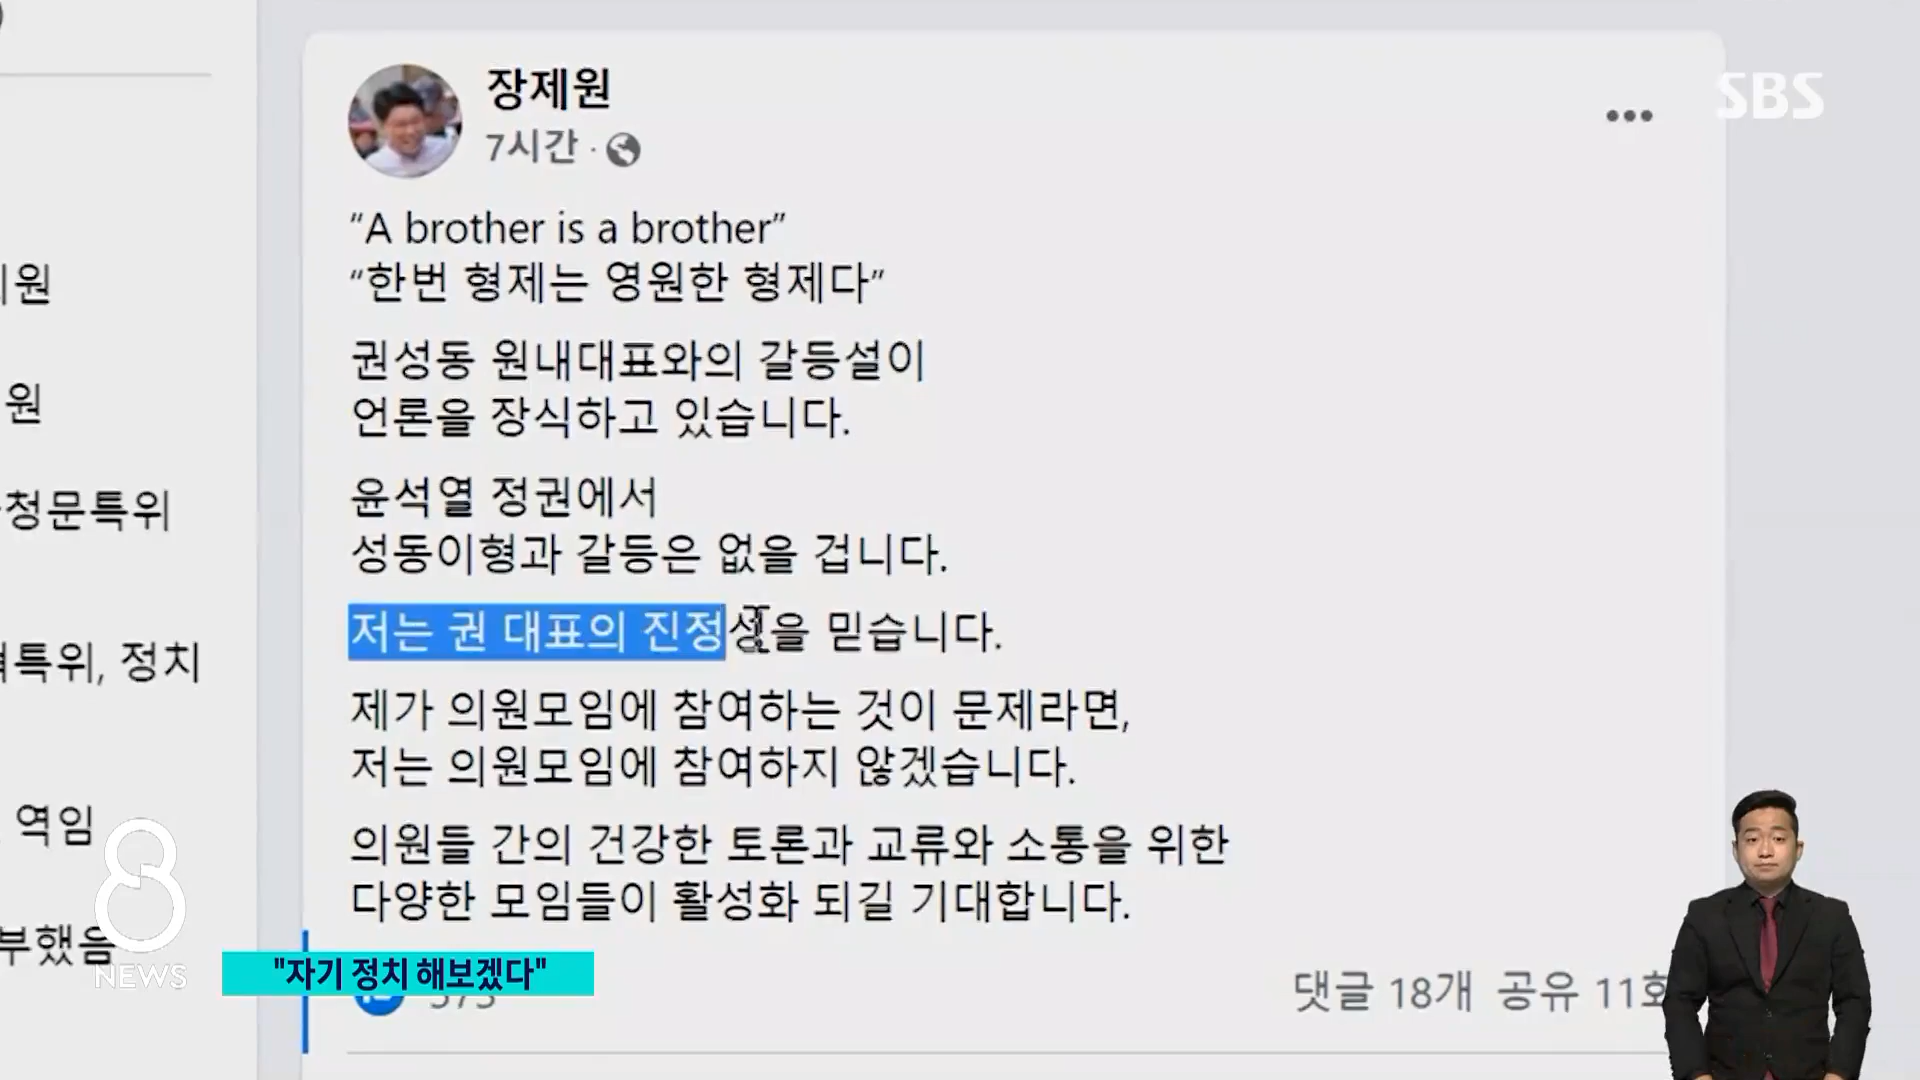 장제원
7시간 ·
SBS
“A brother is a brother”
“한번 형제는 영원한 형제다”
권성동 원내대표와의 갈등설이
언론을 장식하고 있습니다.
윤석열 정권에서
성동이형과 갈등은 없을 겁니다.
저는 권 대표의 진정성을 믿습니다.
제가 의원모임에 참여하는 것이 문제라면,
저는 의원모임에 참여하지 않겠습니다.
의원들 간의 건강한 토론과 교류와 소통을 위한
다양한 모임들이 활성화 되길 기대합니다.
댓글 18개 공유 11회
원
원
청문특위
특위, 정치
역임
부했음
8
NEWS
"자기 정치 해보겠다"